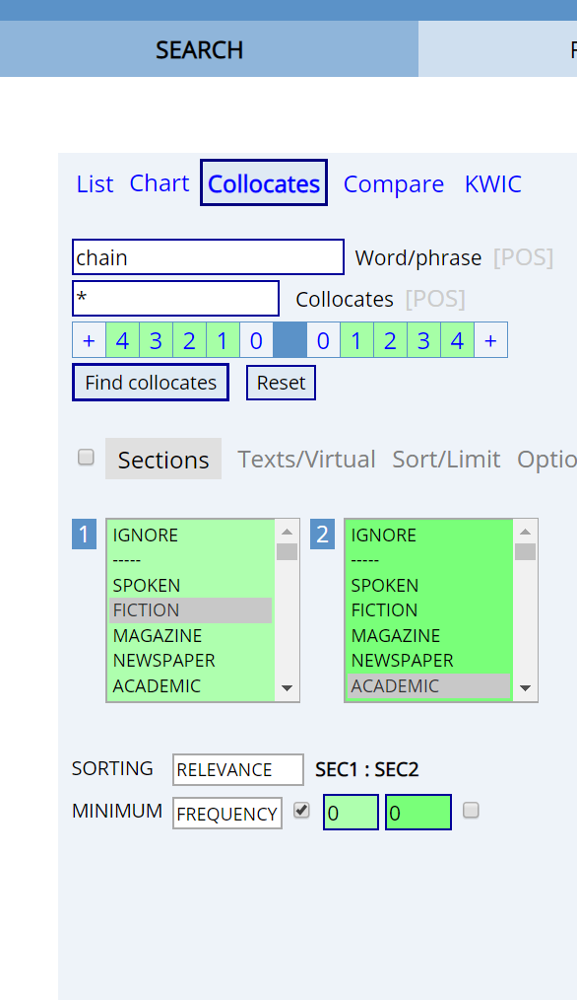 SEARCH
List Chart Collocates Compare KWIC
chain Word/phrase [POS]
* Collocates [POS]
+ 4 3 2 1 0 0 1 2 3 4 +
Find collocates Reset
Sections Texts/Virtual Sort/Limit Optio
1 IGNORE 2 IGNORE
----- -----
SPOKEN SPOKEN
FICTION FICTION
MAGAZINE MAGAZINE
NEWSPAPER NEWSPAPER
ACADEMIC ACADEMIC
SORTING RELEVANCE SEC1 : SEC2
MINIMUM FREQUENCY 0 0